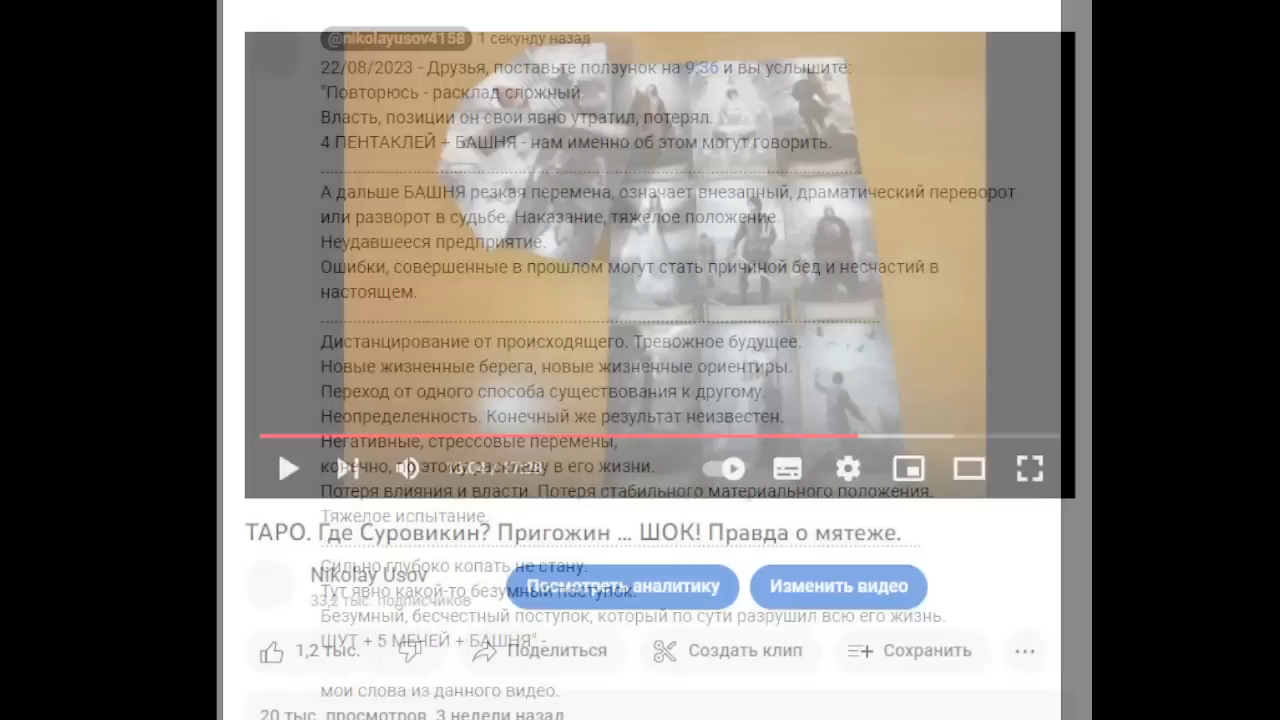 @nikolayusov4158 1 секунду назад
22/08/2023 - Друзья, поставьте ползунок на 9:36 и вы услышите:
"Повторюсь - расклад сложный.
Власть, позиции он свои явно утратил, потерял.
4 ПЕНТАКЛЕЙ + БАШНЯ - нам именно об этом могут говорить.
А дальше БАШНЯ резкая перемена, означает внезапный, драматический переворот
или разворот в судьбе. Наказание, тяжелое положение.
Неудавшееся предприятие.
Ошибки, совершенные в прошлом могут стать причиной бед и несчастий в
настоящем.
Дистанцирование от происходящего. Тревожное будущее.
Новые жизненные берега, новые жизненные ориентиры.
Переход от одного способа существования к другому.
Неопределенность. Конечный же результат неизвестен.
Негативные, стрессовые перемены,
конечно, по этому раскладу в его жизни.
Потеря влияния и власти. Потеря стабильного материального положения.
Тяжелое испытание.
ТАРО. Где Суровикин? Пригожин ... ШОК! Правда о мятеже.
Сильно глубоко копать не стану.
Nikolay Usov
Посмотреть аналитику
Изменить видео
Тут явно какой-то безумный поступок.
33,2 тыс. подписчиков
Безумный, бесчестный поступок, который по сути разрушил всю его жизнь.
ШУТ + 5 МЕЧЕЙ + БАШНЯ" -
1,2 тыс.
Поделиться
Создать клип
Сохранить
мои слова из данного видео.
20 тыс. просмотров 3 недели назад